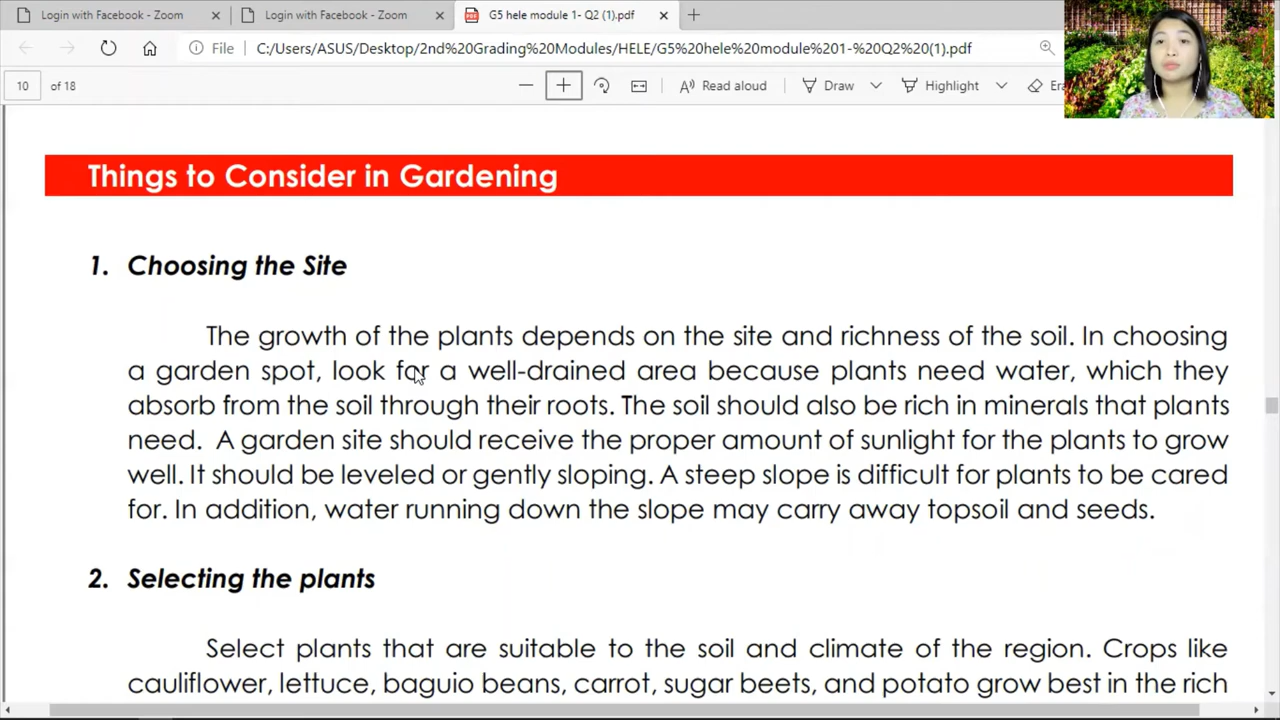 Login with Facebook - Zoom
Login with Facebook - Zoom
G5 hele module 1- Q2 (1).pdf
File
C:/Users/ASUS/Desktop/2nd%20Grading%20Modules/HELE/G5%20hele%20module%201-%20Q2%20(1).pdf
10 of 18
Read aloud
Draw
Highlight
Things to Consider in Gardening
1. Choosing the Site
The growth of the plants depends on the site and richness of the soil. In choosing
a garden spot, look for a well-drained area because plants need water, which they
absorb from the soil through their roots. The soil should also be rich in minerals that plants
need. A garden site should receive the proper amount of sunlight for the plants to grow
well. It should be leveled or gently sloping. A steep slope is difficult for plants to be cared
for. In addition, water running down the slope may carry away topsoil and seeds.
2. Selecting the plants
Select plants that are suitable to the soil and climate of the region. Crops like
cauliflower, lettuce, baguio beans, carrot, sugar beets, and potato grow best in the rich